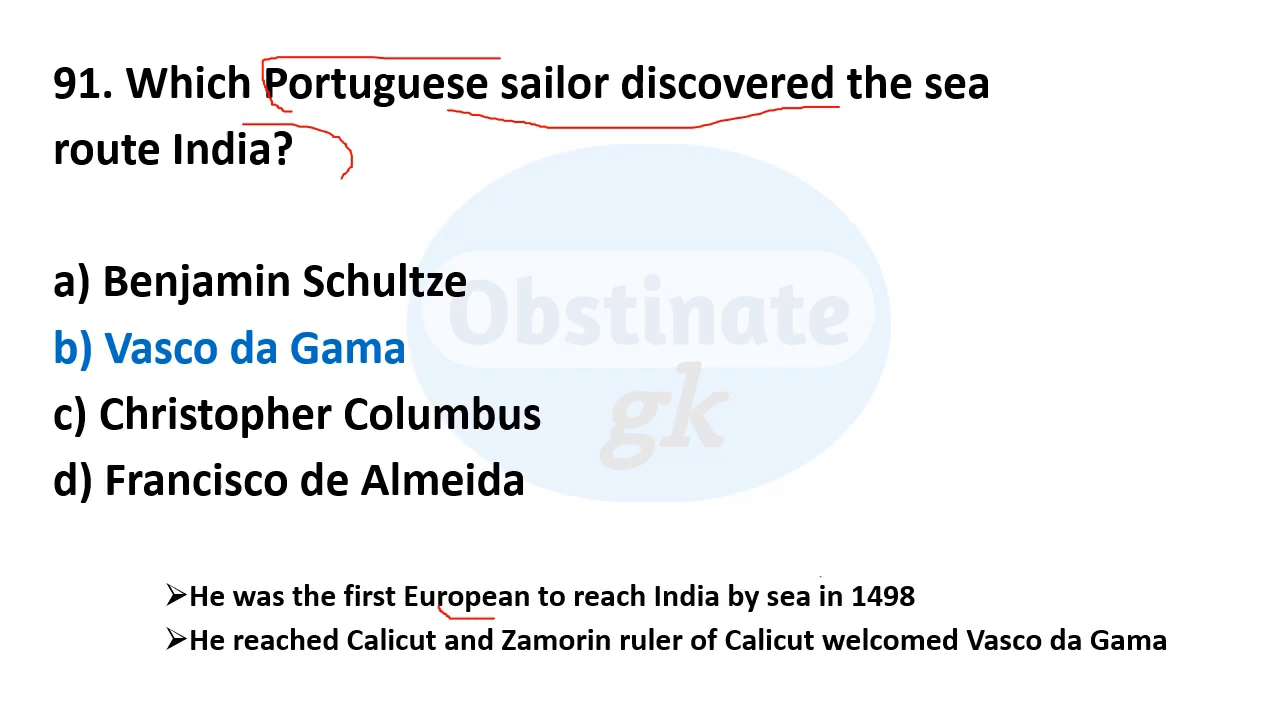 91. Which Portuguese sailor discovered the sea
route India?
a) Benjamin Schultze
b) Vasco da Gama
c) Christopher Columbus
d) Francisco de Almeida
Obstinate
gk
➢He was the first European to reach India by sea in 1498
➢He reached Calicut and Zamorin ruler of Calicut welcomed Vasco da Gama